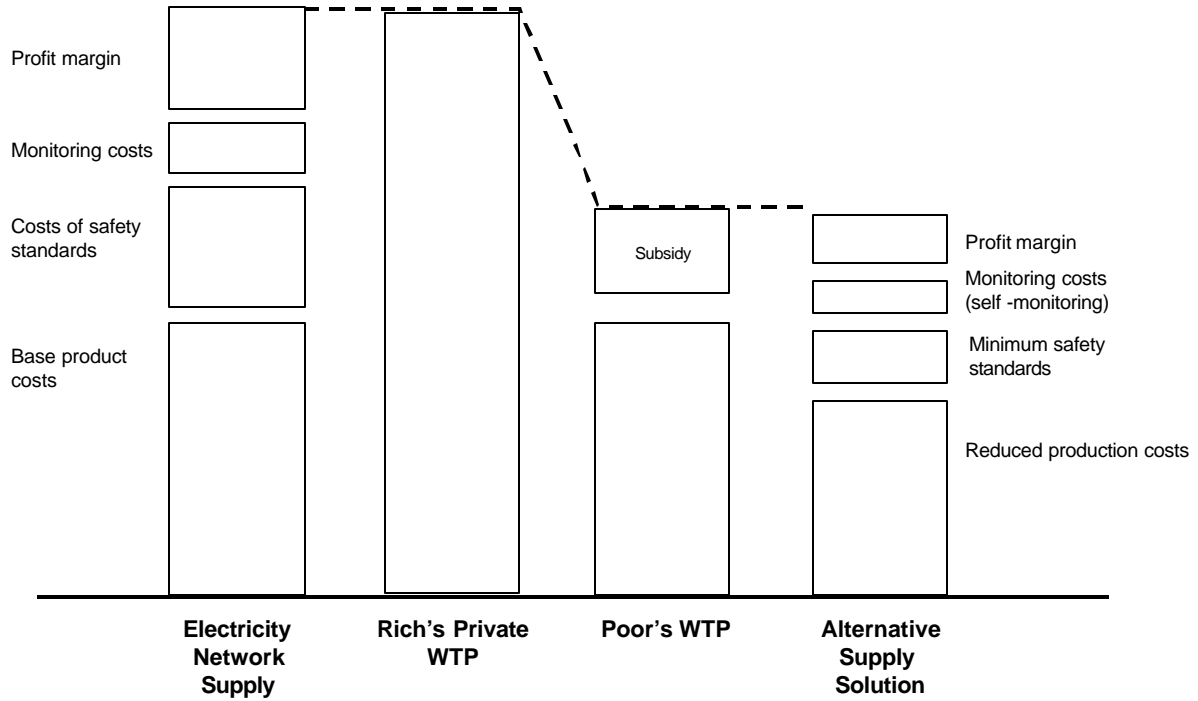 Profit margin
Monitoring costs
Costs of safety
standards
Base product
costs
Subsidy
Profit margin
Monitoring costs
(self -monitoring)
Minimum safety
standards
Reduced production costs
Electricity
Network
Supply
Rich's Private
WTP
Poor's WTP
Alternative
Supply
Solution